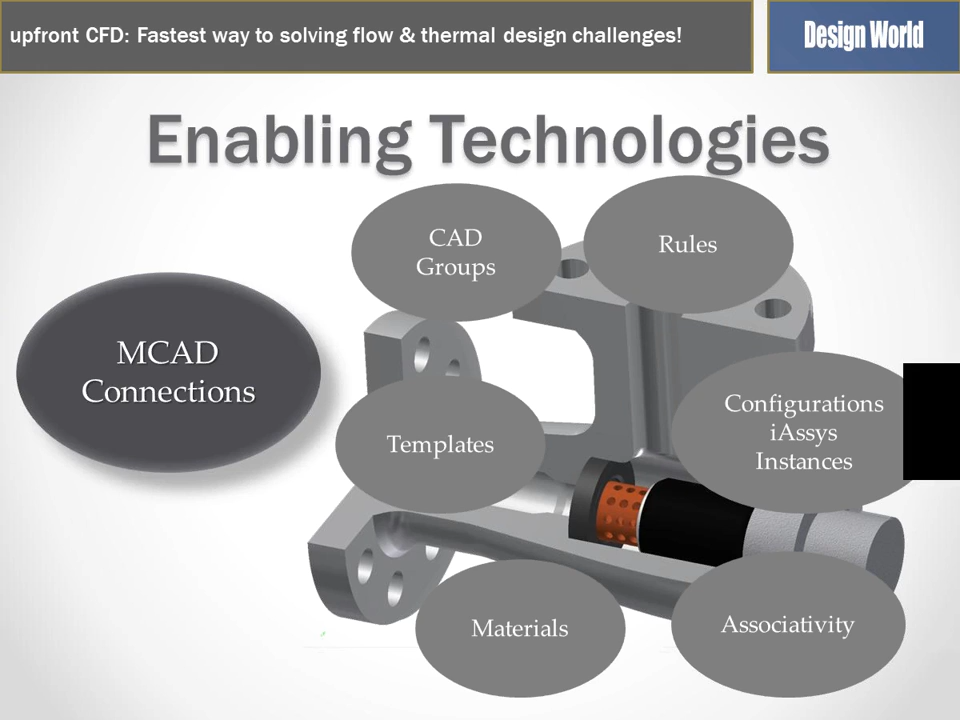 upfront CFD: Fastest way to solving flow & thermal design challenges!
Design World
Enabling Technologies
CAD
Groups
Rules
MCAD
Connections
Templates
Configurations
iAssys
Instances
Materials
Associativity